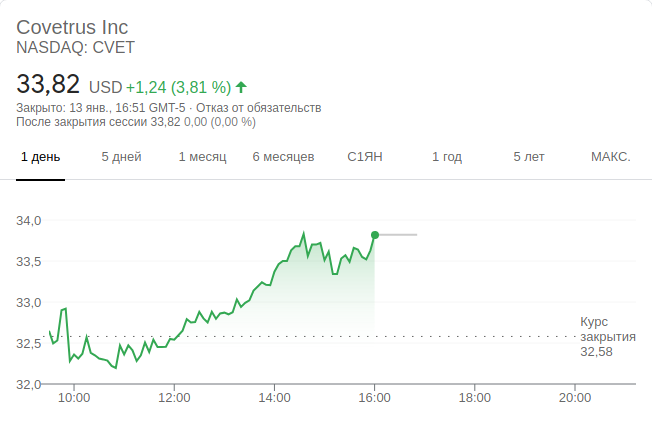 Covetrus Inc
NASDAQ: CVET
33,82 USD +1,24 (3,81 %)
Закрыто: 13 янв., 16:51 GMT-5 · Отказ от обязательств
После закрытия сессии 33,82 0,00 (0,00 %)
1 день 5 дней 1 месяц 6 месяцев С1ЯН 1 год 5 лет МАКС.
34,0
33,5
33,0
32,5
32,0
Курс
закрытия
32,58
10:00 12:00 14:00 16:00 18:00 20:00